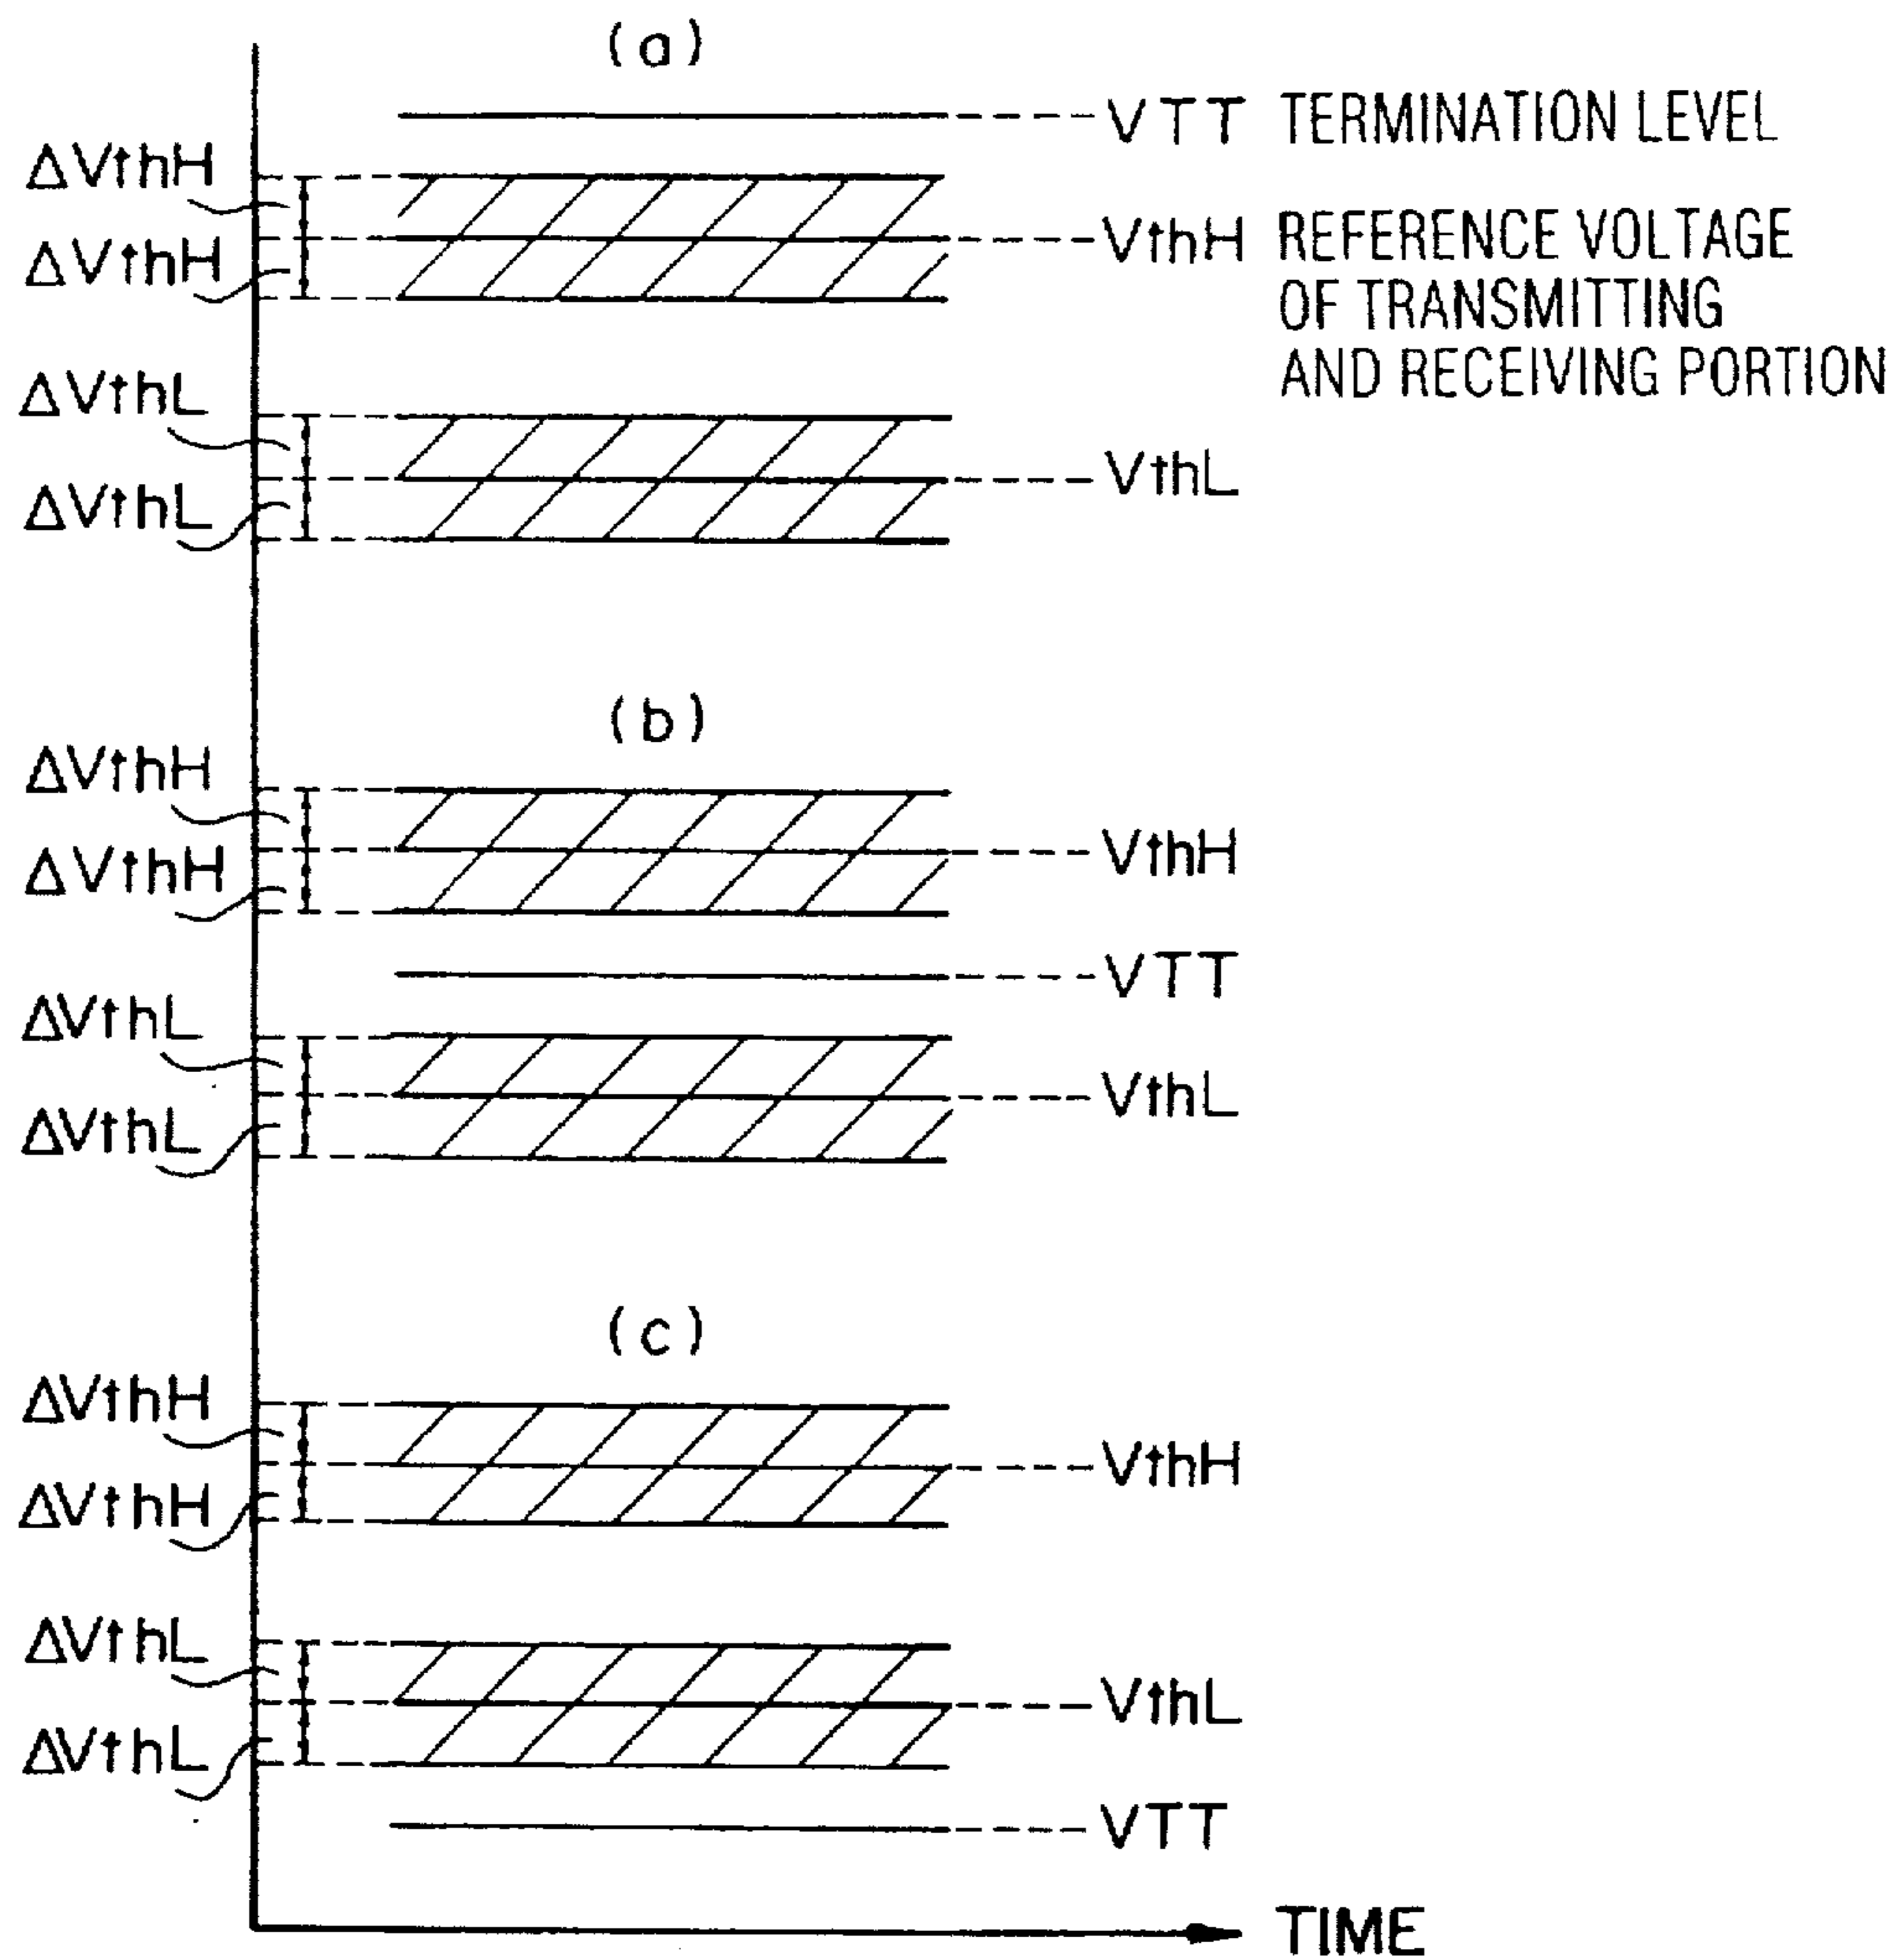 (a)
VTT TERMINATION LEVEL
ΔVthH
ΔVthH
VthH REFERENCE VOLTAGE
OF TRANSMITTING
AND RECEIVING PORTION
ΔVthL
ΔVthL
VthL
(b)
ΔVthH
ΔVthH
VthH
VTT
ΔVthL
ΔVthL
VthL
(c)
ΔVthH
ΔVthH
VthH
ΔVthL
ΔVthL
VthL
VTT
TIME